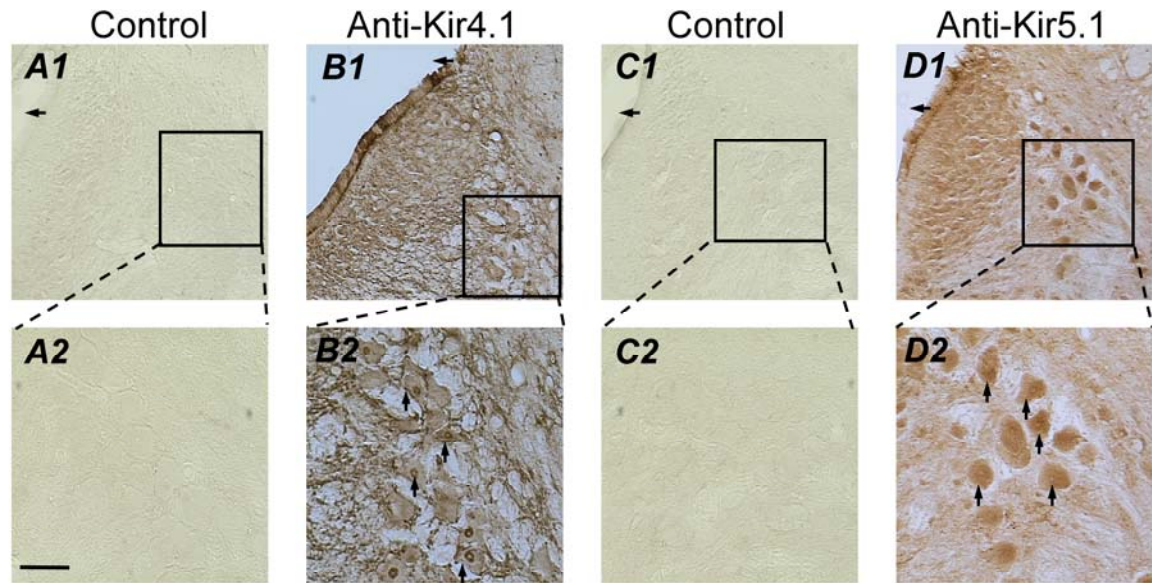 Control Anti-Kir4.1 Control Anti-Kir5.1
A1 B1 C1 D1
A2 B2 C2 D2